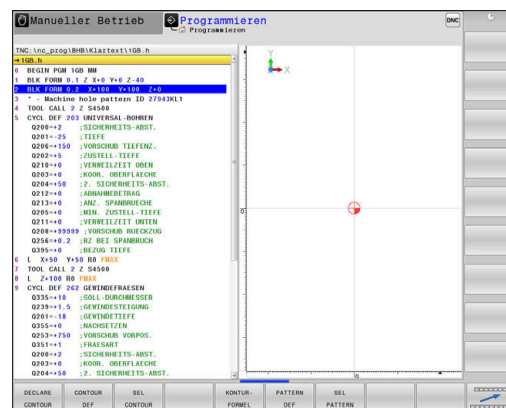 Manueller Betrieb
Programmieren
Programmieren
DNC
TNC:\nc_prog\BHB\Klartext\1GB.h
→1GB.h
0 BEGIN PGM 1GB MM
1 BLK FORM 0.1 Z X+0 Y+0 Z-40
2 BLK FORM 0.2 X+100 Y+100 Z+0
3 * - Machine hole pattern ID 27943KL1
4 TOOL CALL 2 Z S4500
5 CYCL DEF 203 UNIVERSAL-BOHREN
Q200=+2 ;SICHERHEITS-ABST.
Q201=-25 ;TIEFE
Q206=+150 ;VORSCHUB TIEFENZ.
Q202=+5 ;ZUSTELL-TIEFE
Q210=+0 ;VERWEILZEIT OBEN
Q203=+0 ;KOOR. OBERFLAECHE
Q204=+50 ;2. SICHERHEITS-ABST.
Q212=+0 ;ABNAHMEBETRAG
Q213=+0 ;ANZ. SPANBRUECHE
Q205=+0 ;MIN. ZUSTELL-TIEFE
Q211=+0 ;VERWEILZEIT UNTEN
Q208=+99999 ;VORSCHUB RUECKZUG
Q256=+0.2 ;RZ BEI SPANBRUCH
Q395=+0 ;BEZUG TIEFE
6 L X+50 Y+50 R0 FMAX
7 TOOL CALL 2 Z S4500
8 L Z+100 R0 FMAX
9 CYCL DEF 262 GEWINDEFRAESEN
Q335=+10 ;SOLL-DURCHMESSER
Q239=+1.5 ;GEWINDESTEIGUNG
Q201=-18 ;GEWINDETIEFE
Q355=+0 ;NACHSETZEN
Q253=+750 ;VORSCHUB VORPOS.
Q351=+1 ;FRAESART
Q200=+2 ;SICHERHEITS-ABST.
Q203=+0 ;KOOR. OBERFLAECHE
Q204=+50 ;2. SICHERHEITS-ABST.
Y
X
0
0
DECLARE CONTOUR
CONTOUR DEF
SEL CONTOUR
KONTUR-FORMEL
PATTERN DEF
SEL PATTERN